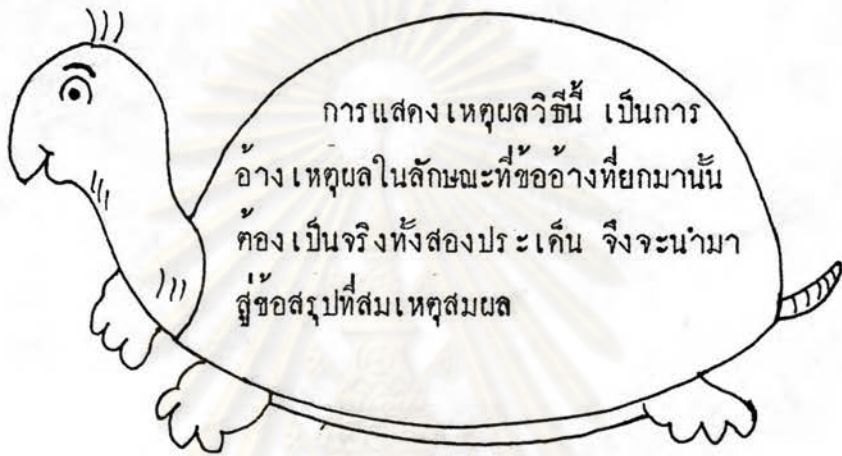 การแสดงเหตุผลวิธีนี้ เป็นการ
อ้างเหตุผลในลักษณะที่ข้ออ้างที่ยกมานั้น
ต้องเป็นจริงทั้งสองประเด็น จึงจะนำมา
สู่ข้อสรุปที่สมเหตุสมผล